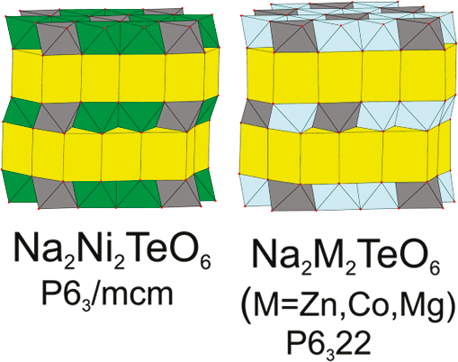 Na₂Ni₂TeO₆
P6₃/mcm
Na₂M₂TeO₆
(M=Zn,Co,Mg)
P6₃22